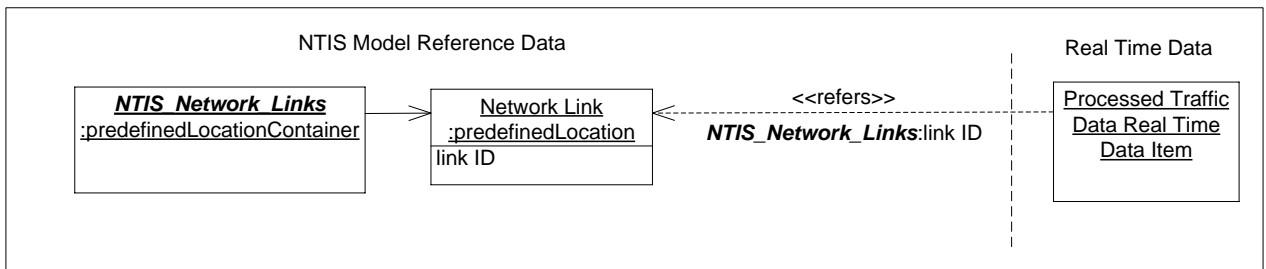 NTIS Model Reference Data
Real Time Data
NTIS_Network_Links
:predefinedLocationContainer
Network Link
:predefinedLocation
link ID
<<refers>>
NTIS_Network_Links:link ID
Processed Traffic
Data Real Time
Data Item